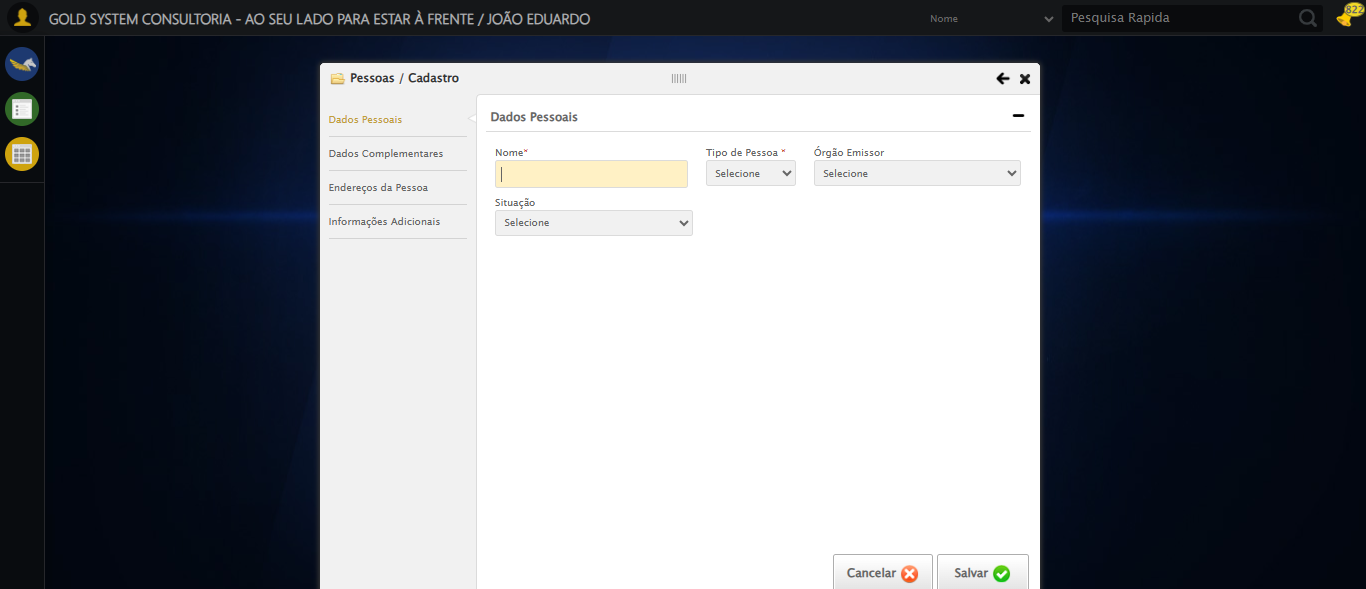 GOLD SYSTEM CONSULTORIA - AO SEU LADO PARA ESTAR À FRENTE / JOÃO EDUARDO
Nome
Pesquisa Rapida
822
Pessoas / Cadastro
Dados Pessoais
Dados Complementares
Endereços da Pessoa
Informações Adicionais
Dados Pessoais
Nome* Tipo de Pessoa * Órgão Emissor
Selecione Selecione
Situação
Selecione
Cancelar Salvar